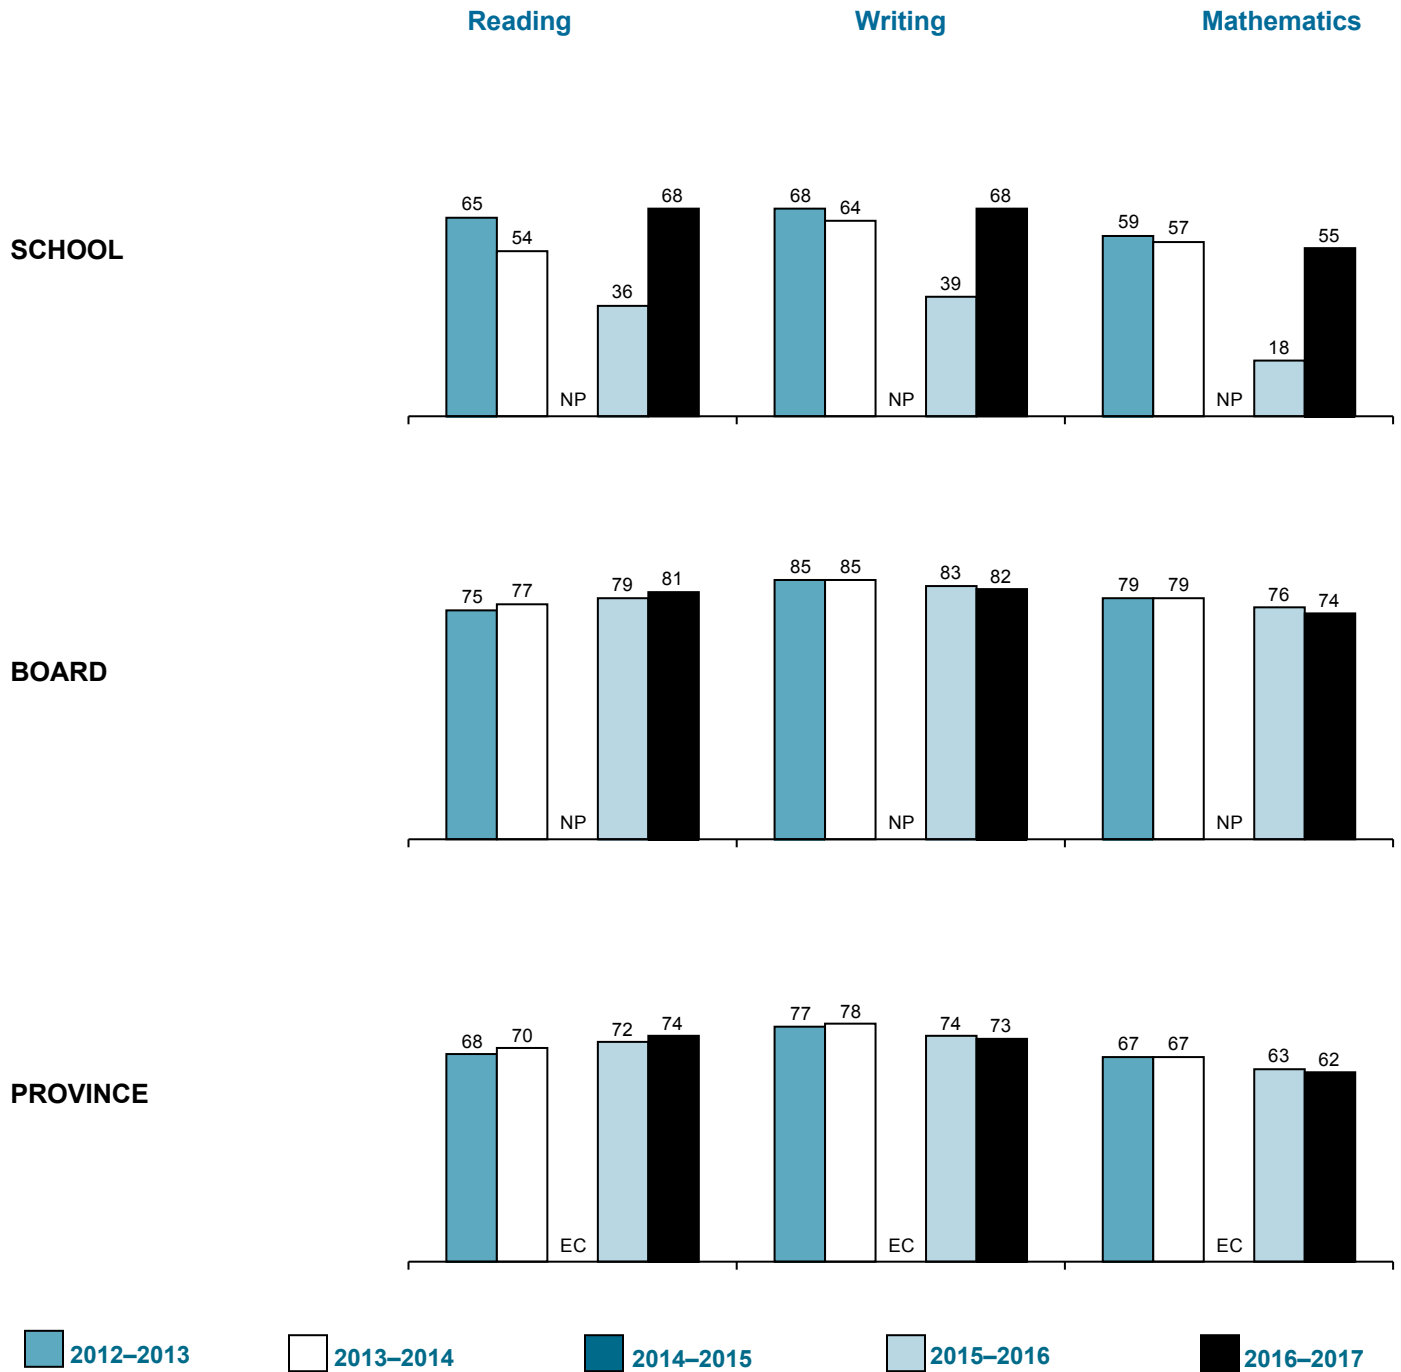 Reading Writing Mathematics
SCHOOL
65 54 NP 36 68 68 64 NP 39 68 59 57 NP 18 55
BOARD
75 77 NP 79 81 85 85 NP 83 82 79 79 NP 76 74
PROVINCE
68 70 EC 72 74 77 78 EC 74 73 67 67 EC 63 62
2012–2013 2013–2014 2014–2015 2015–2016 2016–2017